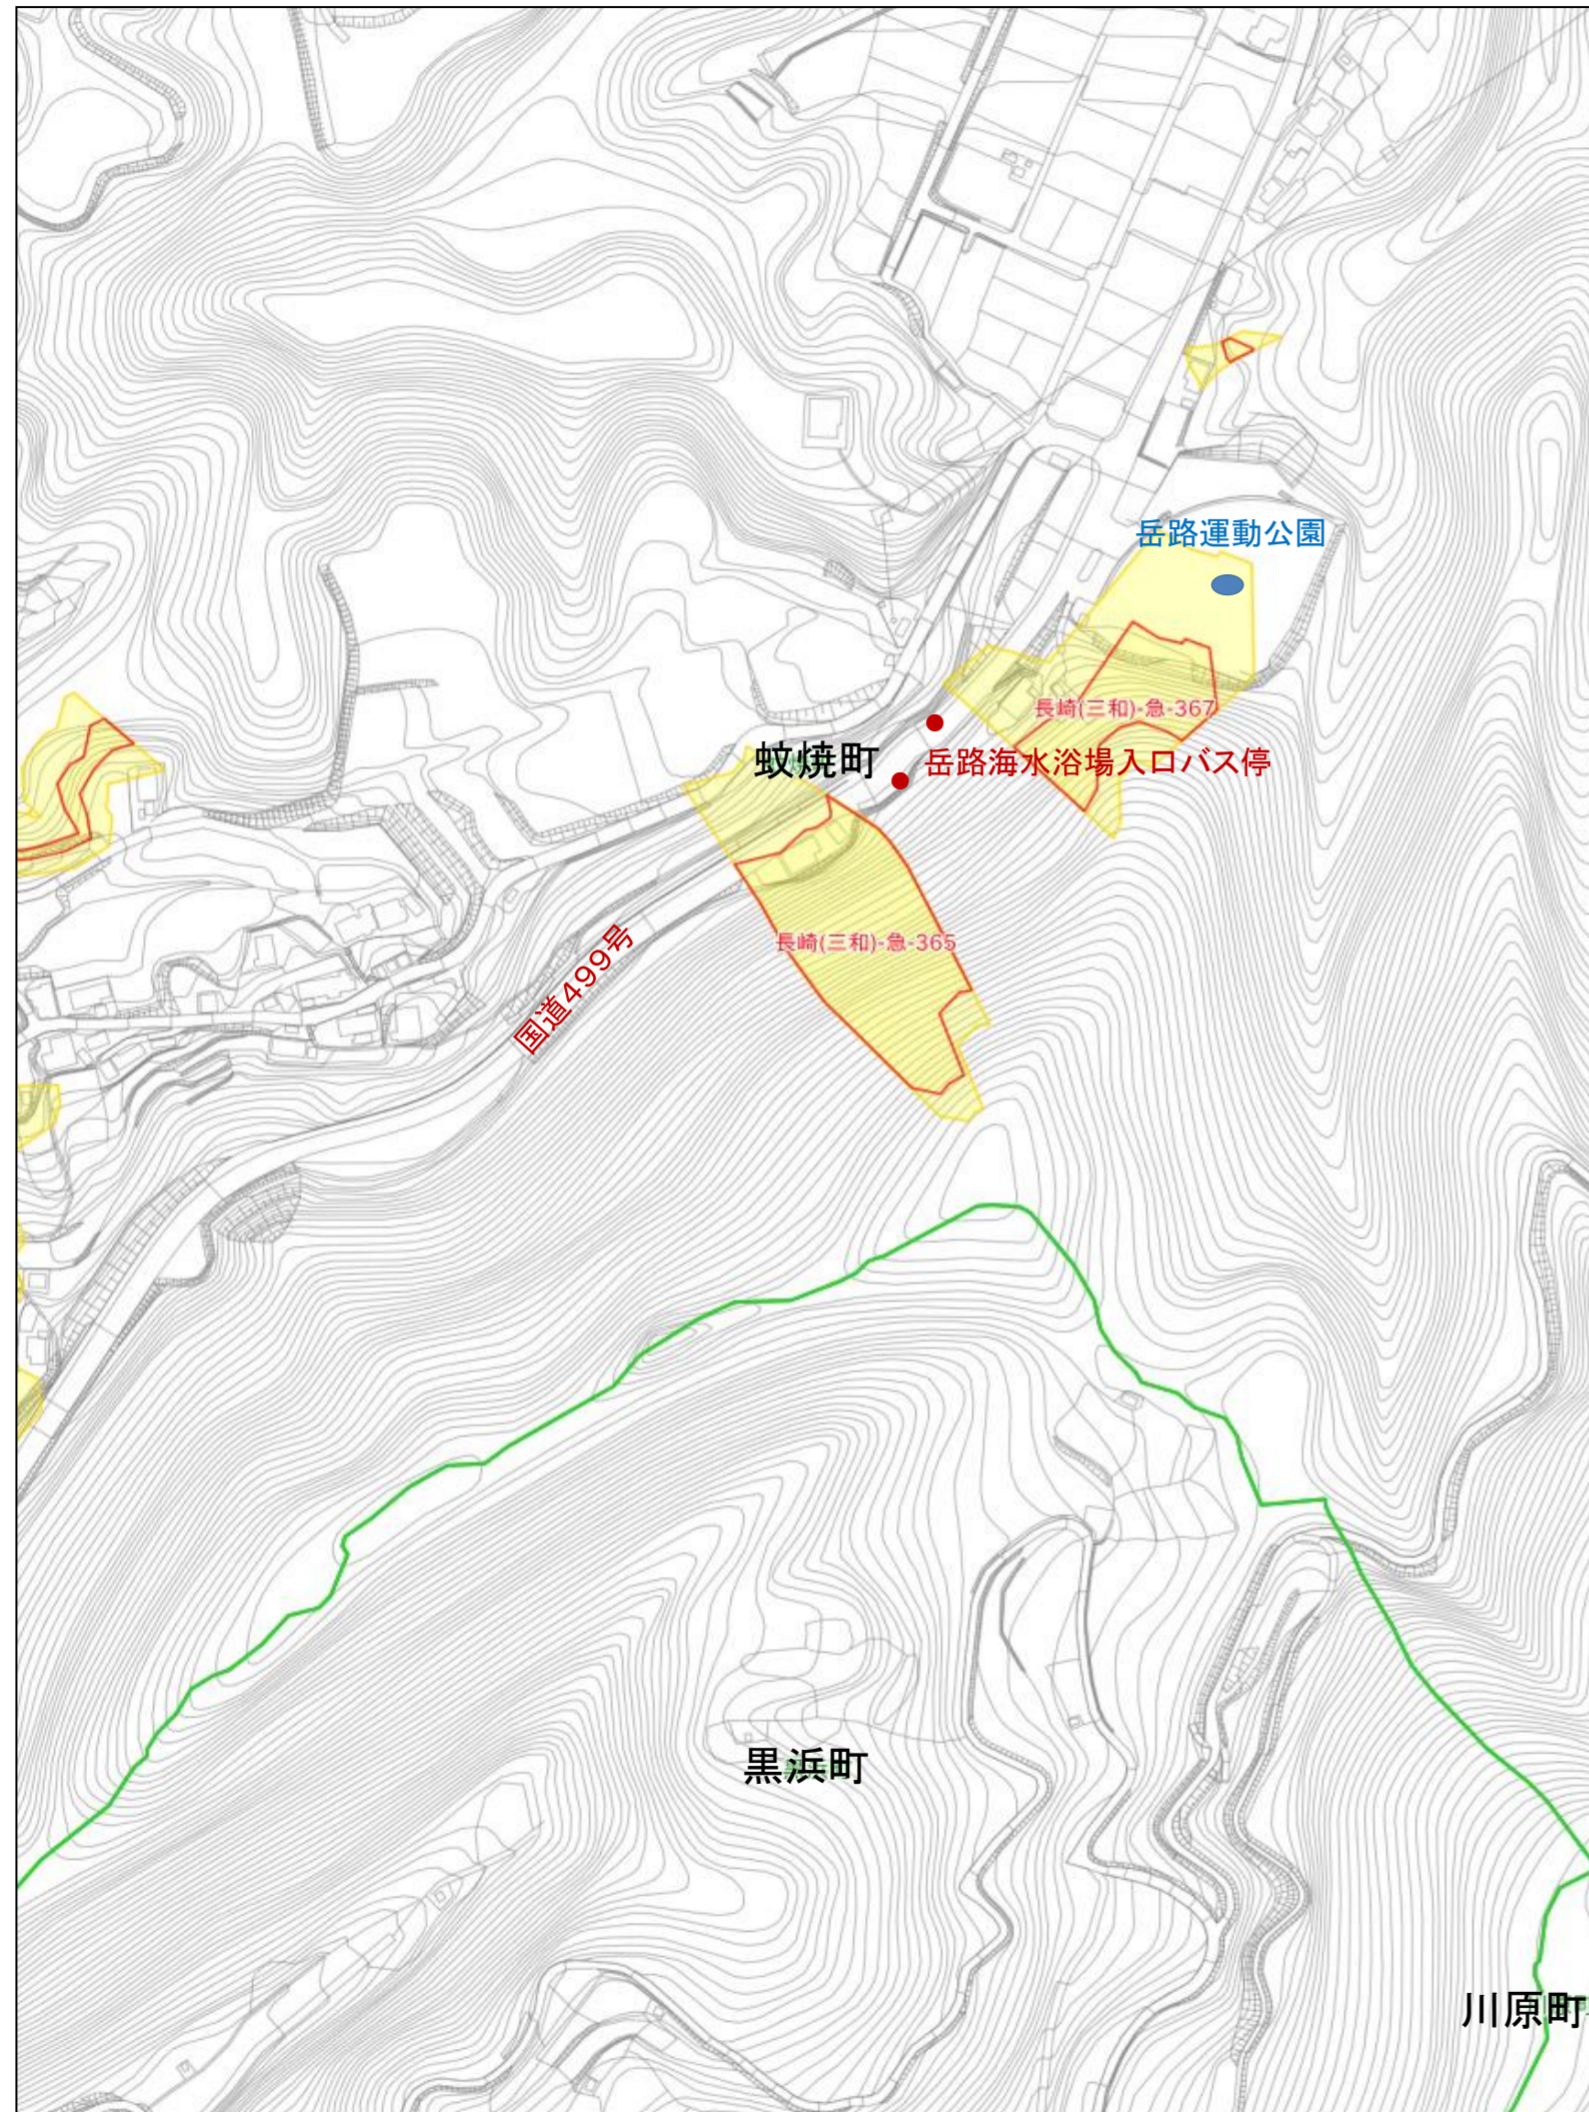 岳路運動公園
長崎(三和)-急-367
蚊焼町
岳路海水浴場入口バス停
長崎(三和)-急-365
国道499号
黒浜町
川原町